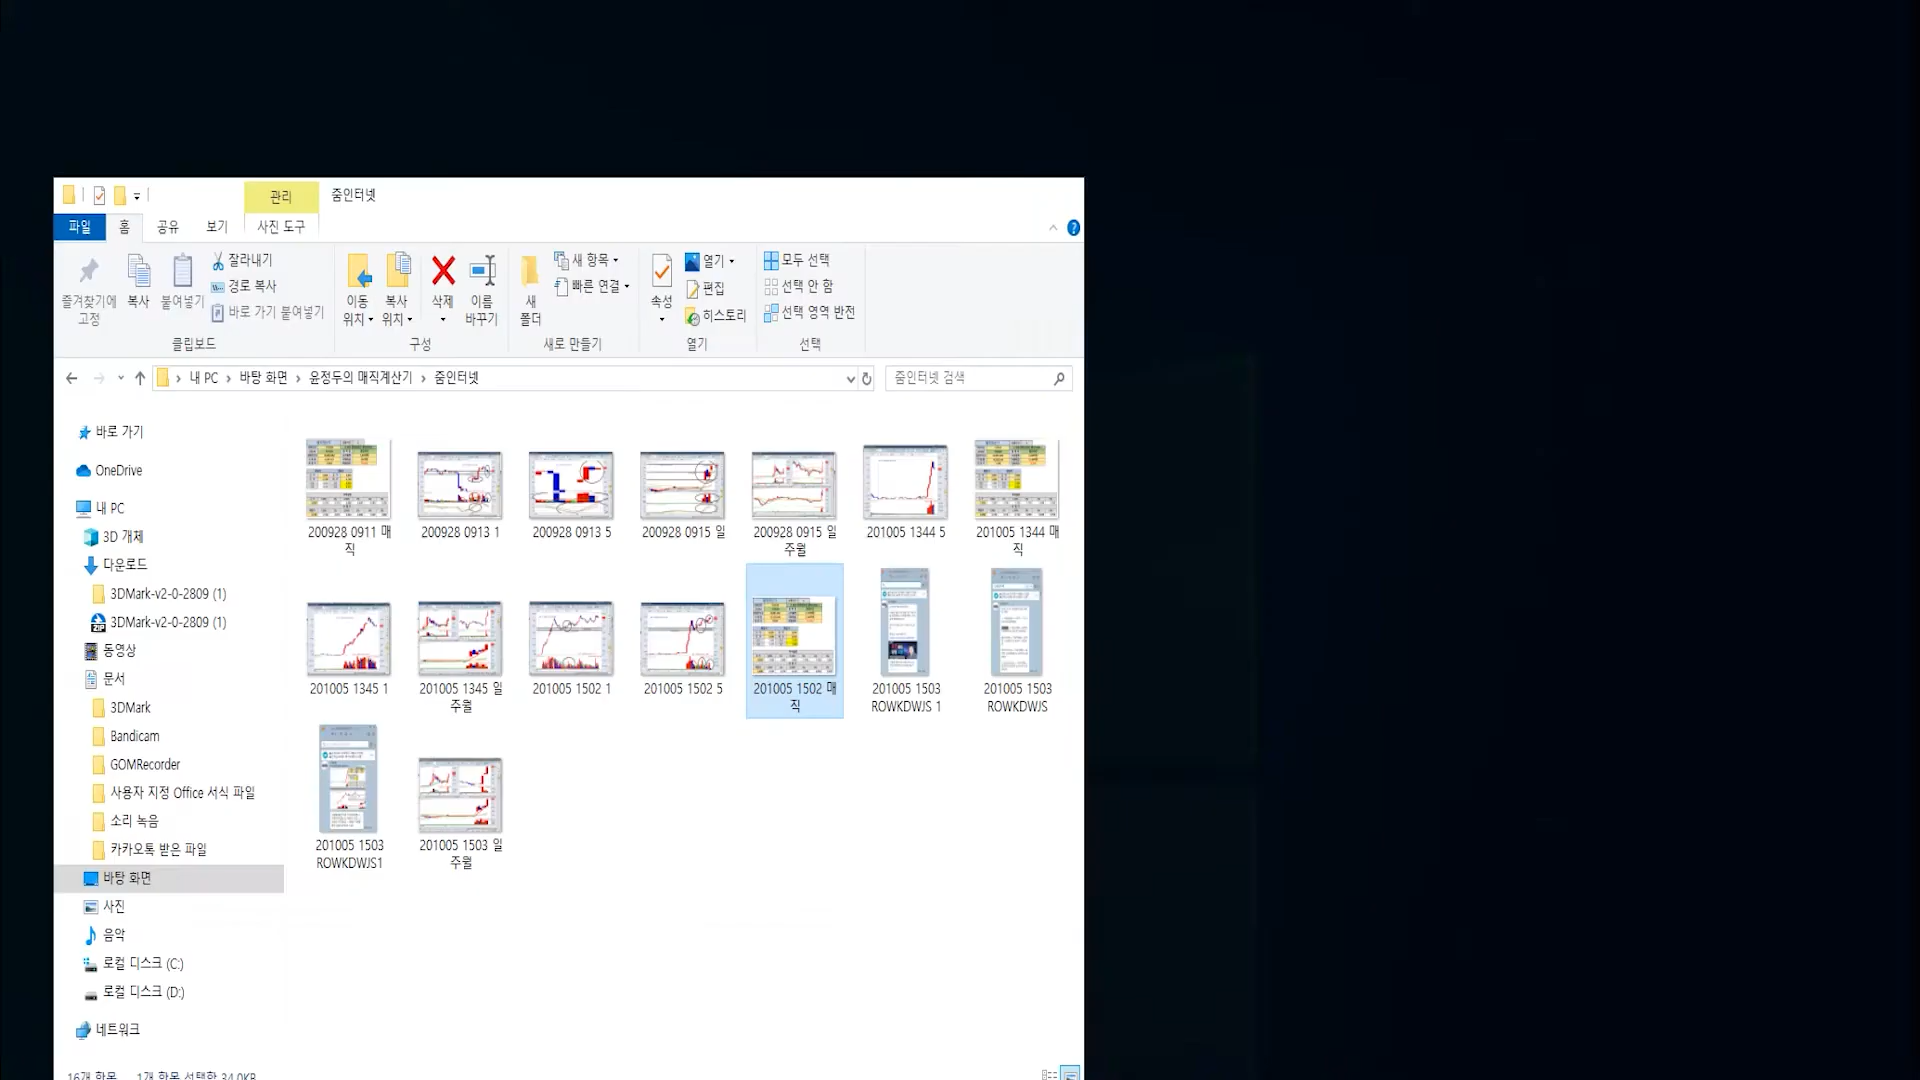 관리
줌인터넷
파일
홈
공유
보기
사진 도구
즐겨찾기에
고정
복사
붙여넣기
잘라내기
경로 복사
바로 가기 붙여넣기
클립보드
이동
위치
복사
위치
삭제
이름
바꾸기
구성
새
폴더
새 항목
빠른 연결
새로 만들기
속성
열기
편집
히스토리
열기
모두 선택
선택 안 함
선택 영역 반전
선택
내 PC › 바탕 화면 › 윤정두의 매직계산기 › 줌인터넷
줌인터넷 검색
바로 가기
OneDrive
내 PC
3D 개체
다운로드
3DMark-v2-0-2809 (1)
3DMark-v2-0-2809 (1)
동영상
문서
3DMark
Bandicam
GOMRecorder
사용자 지정 Office 서식 파일
소리 녹음
카카오톡 받은 파일
바탕 화면
사진
음악
로컬 디스크 (C:)
로컬 디스크 (D:)
네트워크
200928 0911 매
직
200928 0913 1
200928 0913 5
200928 0915 일
200928 0915 일
주월
201005 1344 5
201005 1344 매
직
201005 1345 1
201005 1345 일
주월
201005 1502 1
201005 1502 5
201005 1502 매
직
201005 1503
ROWKDWJS 1
201005 1503
ROWKDWJS
201005 1503
ROWKDWJS1
201005 1503 일
주월
16개 항목
1개 항목 선택함 34.0KB